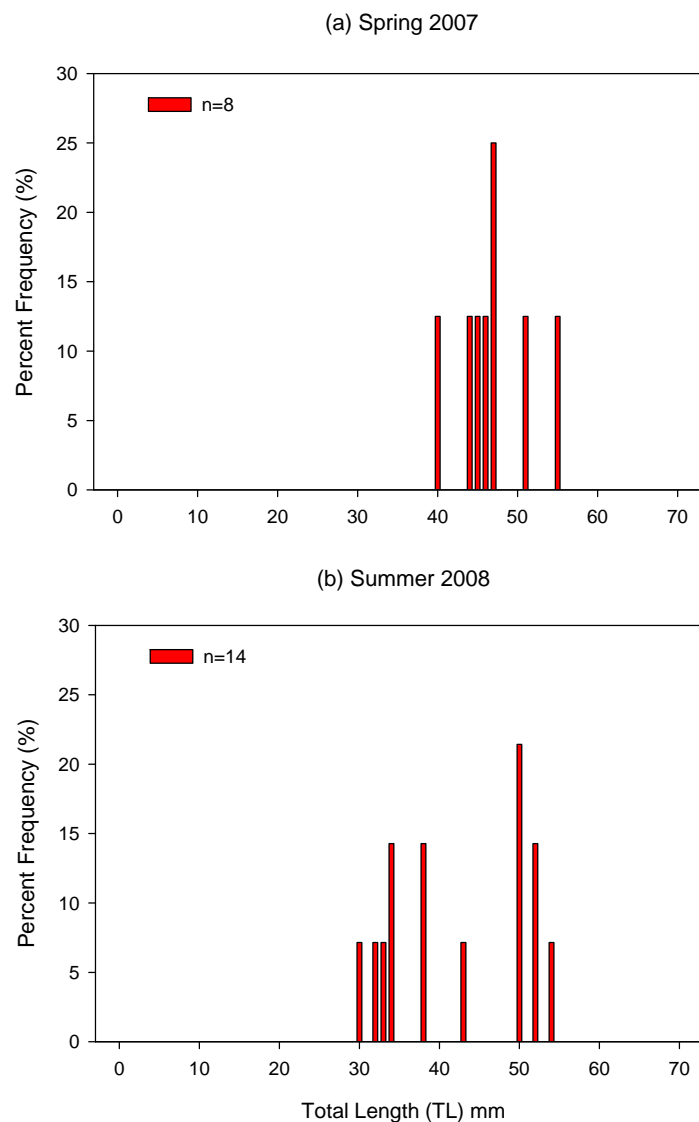 (a) Spring 2007
30
n=8
25
20
15
10
5
0
Percent Frequency (%)
0 10 20 30 40 50 60 70
(b) Summer 2008
30
n=14
25
20
15
10
5
0
Percent Frequency (%)
0 10 20 30 40 50 60 70
Total Length (TL) mm